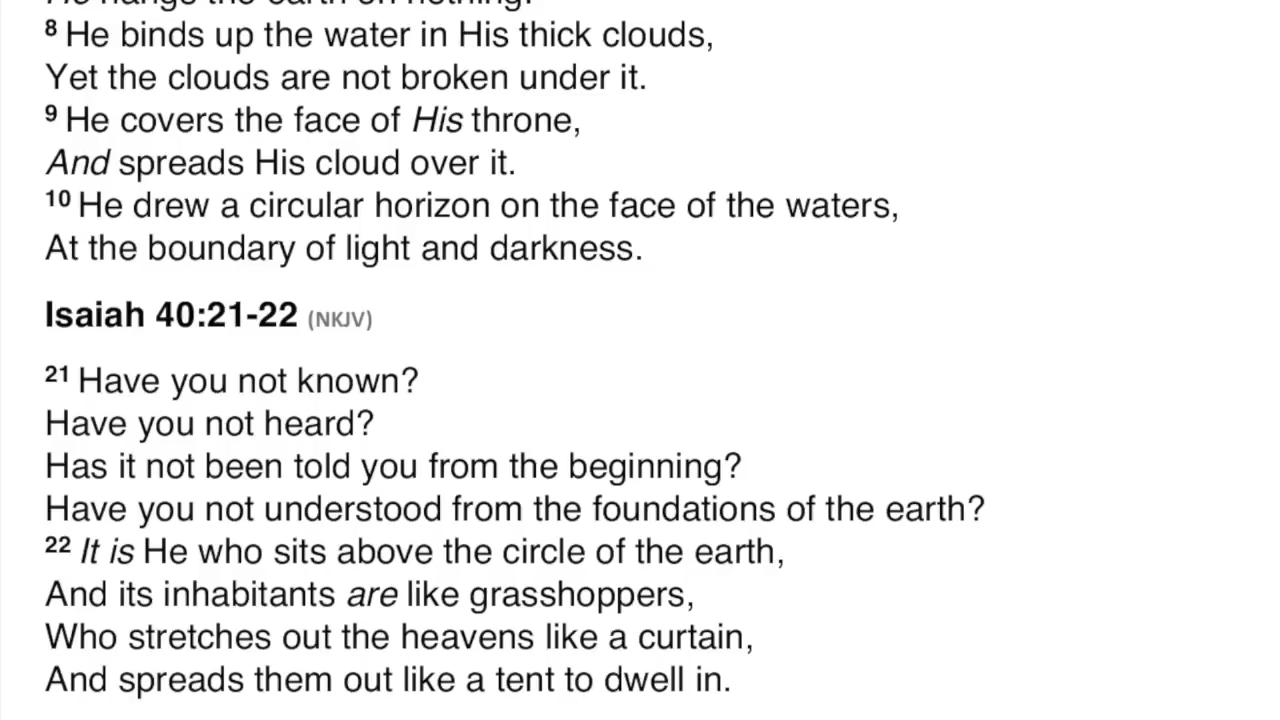 He hangs the earth on nothing.
8 He binds up the water in His thick clouds,
Yet the clouds are not broken under it.
9 He covers the face of His throne,
And spreads His cloud over it.
10 He drew a circular horizon on the face of the waters,
At the boundary of light and darkness.
Isaiah 40:21-22 (NKJV)
21 Have you not known?
Have you not heard?
Has it not been told you from the beginning?
Have you not understood from the foundations of the earth?
22 It is He who sits above the circle of the earth,
And its inhabitants are like grasshoppers,
Who stretches out the heavens like a curtain,
And spreads them out like a tent to dwell in.